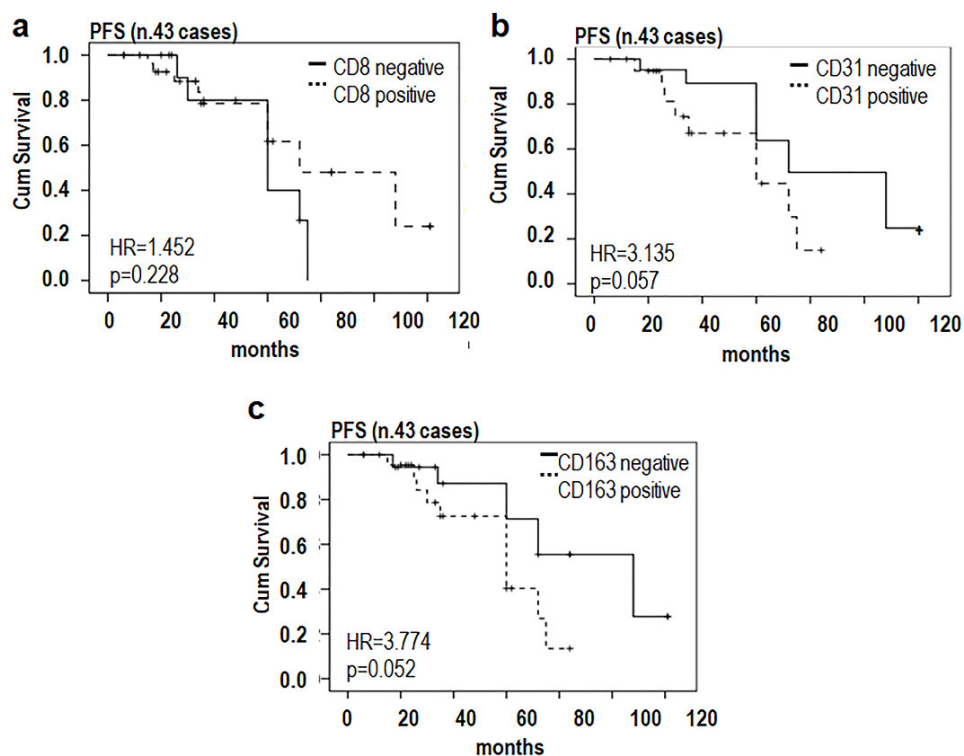 a
PFS (n.43 cases)
CD8 negative
CD8 positive
Cum Survival
1.0
0.8
0.6
0.4
0.2
0.0
HR=1.452
p=0.228
0 20 40 60 80 100 120
months
b
PFS (n.43 cases)
CD31 negative
CD31 positive
Cum Survival
1.0
0.8
0.6
0.4
0.2
0.0
HR=3.135
p=0.057
0 20 40 60 80 100 120
months
c
PFS (n.43 cases)
CD163 negative
CD163 positive
Cum Survival
1.0
0.8
0.6
0.4
0.2
0.0
HR=3.774
p=0.052
0 20 40 60 80 100 120
months